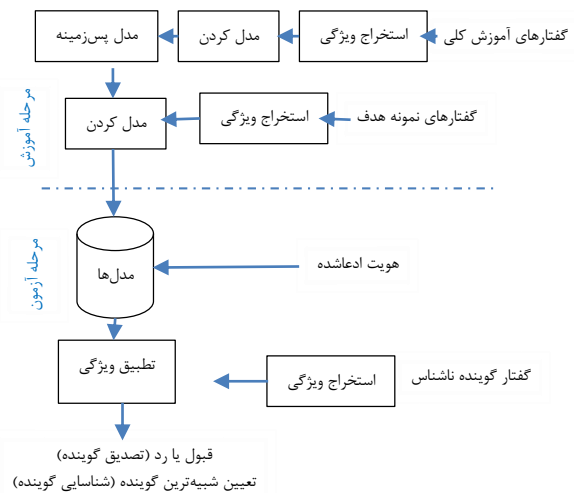 گفتارهای آموزش کلی
استخراج ویژگی
مدل کردن
مدل پس‌زمینه
مرحله آموزش
گفتارهای نمونه هدف
استخراج ویژگی
مدل کردن
مرحله آزمون
هویت ادعاشده
مدل‌ها
گفتار گوینده ناشناس
استخراج ویژگی
تطبیق ویژگی
قبول یا رد (تصدیق گوینده)
تعیین شبیه‌ترین گوینده (شناسایی گوینده)